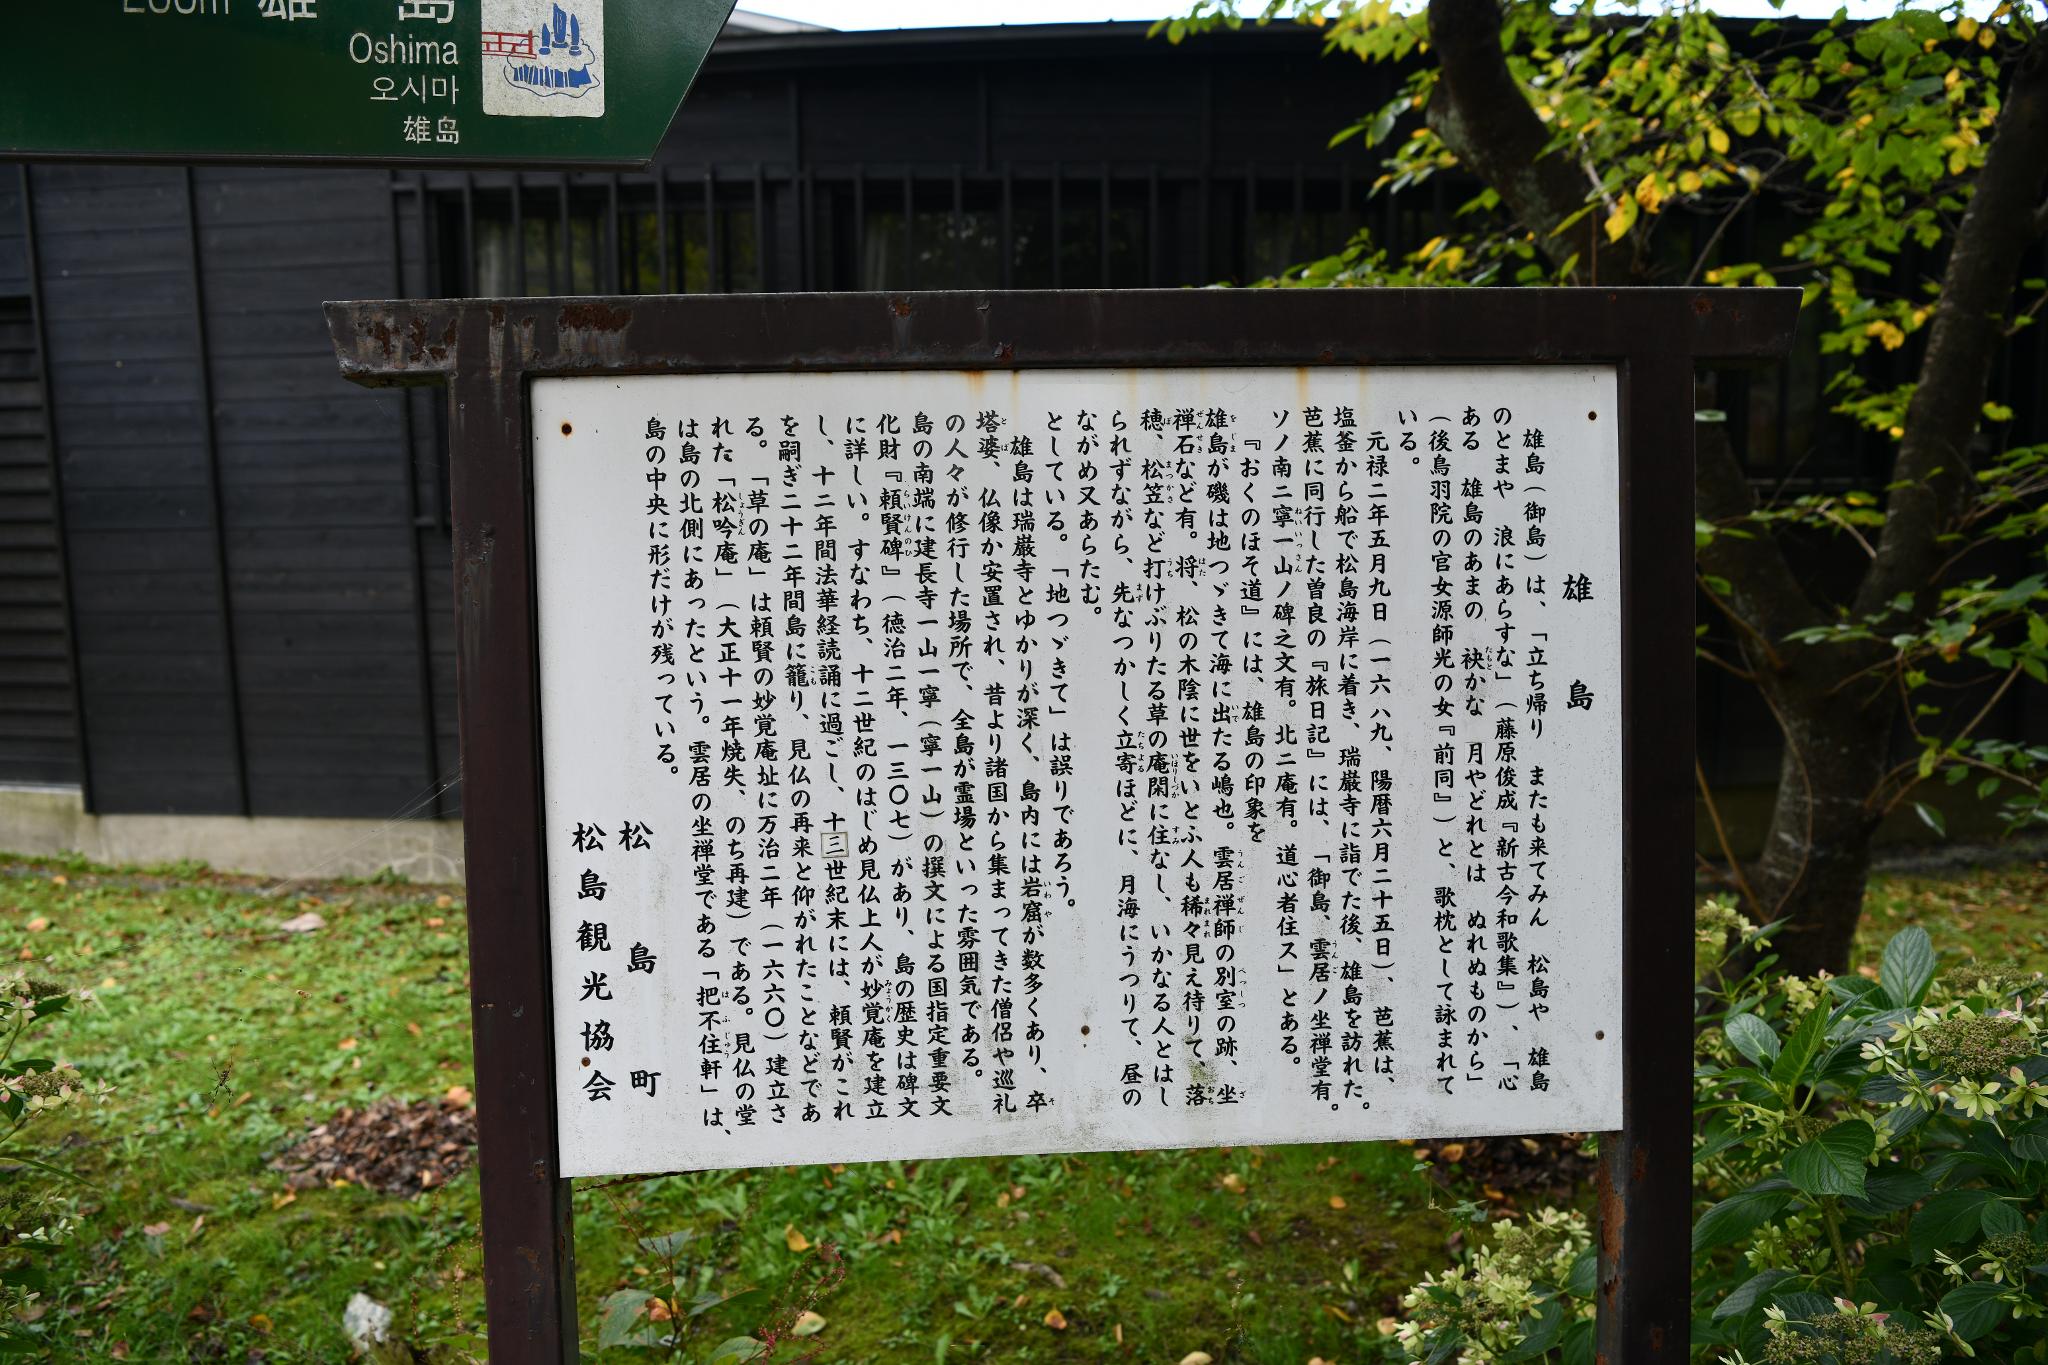 雄島
Oshima
오시마
雄岛
雄島
雄島(御島)は、「立ち帰り またも来てみん 松島や 雄島
のとまや 浪にあらすな」(藤原俊成『新古今和歌集』)、「心
ある 雄島のあまの 袂かな 月やどれとは ぬれぬものから」
(後鳥羽院の官女源師光の女『前同』)と、歌枕として詠まれて
いる。
元禄二年五月九日(一六八九、陽暦六月二十五日)、芭蕉は、
塩釜から船で松島海岸に着き、瑞巌寺に詣でた後、雄島を訪れた。
芭蕉に同行した曽良の『旅日記』には、「御島、雲居ノ坐禅堂有。
ソノ南ニ寧一山ノ碑之文有。北ニ庵有。道心者住ス」とある。
『おくのほそ道』には、雄島の印象を
雄島が磯は地つゞきて海に出たる嶋也。雲居禅師の別室の跡、坐
禅石など有。将、松の木陰に世をいとふ人も稀々見え待りて、落
穂、松笠など打けぶりたる草の庵閑に住なし、いかなる人とはし
られずながら、先なつかしく立寄ほどに、月海にうつりて、昼の
ながめ又あらたむ。
としている。「地つゞきて」は誤りであろう。
雄島は瑞巌寺とゆかりが深く、島内には岩窟が数多くあり、卒
塔婆、仏像か安置され、昔より諸国から集まってきた僧侶や巡礼
の人々が修行した場所で、全島が霊場といった雰囲気である。
島の南端に建長寺一山一寧(寧一山)の撰文による国指定重要文
化財『頼賢碑』(徳治二年、一三〇七)があり、島の歴史は碑文
に詳しい。すなわち、十二世紀のはじめ見仏上人が妙覚庵を建立
し、十二年間法華経読誦に過ごし、十三世紀末には、頼賢がこれ
を嗣ぎ二十二年間島に籠り、見仏の再来と仰がれたことなどであ
る。「草の庵」は頼賢の妙覚庵址に万治二年(一六六〇)建立さ
れた「松吟庵」(大正十一年焼失、のち再建)である。見仏の堂
は島の北側にあったという。雲居の坐禅堂である「把不住軒」は、
島の中央に形だけが残っている。
松島町
松島観光協会